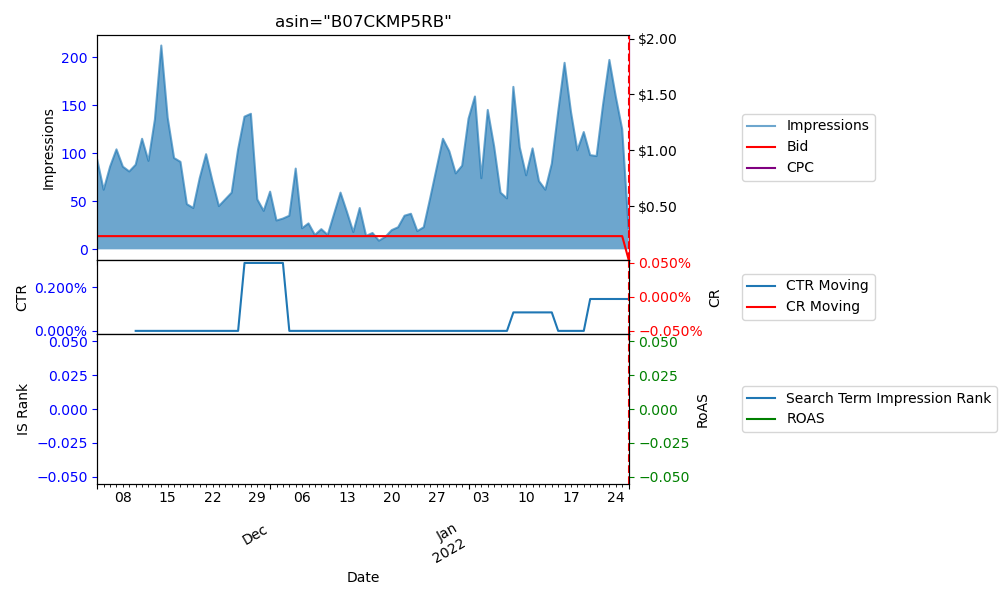 asin="B07CKMP5RB"
Impressions
200
150
100
50
0
$2.00
$1.50
$1.00
$0.50
Impressions
Bid
CPC
CTR
0.200%
0.000%
0.050%
0.000%
−0.050%
CR
CTR Moving
CR Moving
IS Rank
0.050
0.025
0.000
−0.025
−0.050
0.050
0.025
0.000
−0.025
−0.050
RoAS
Search Term Impression Rank
ROAS
08 15 22 29 06 13 20 27 03 10 17 24
Dec
Jan
2022
Date